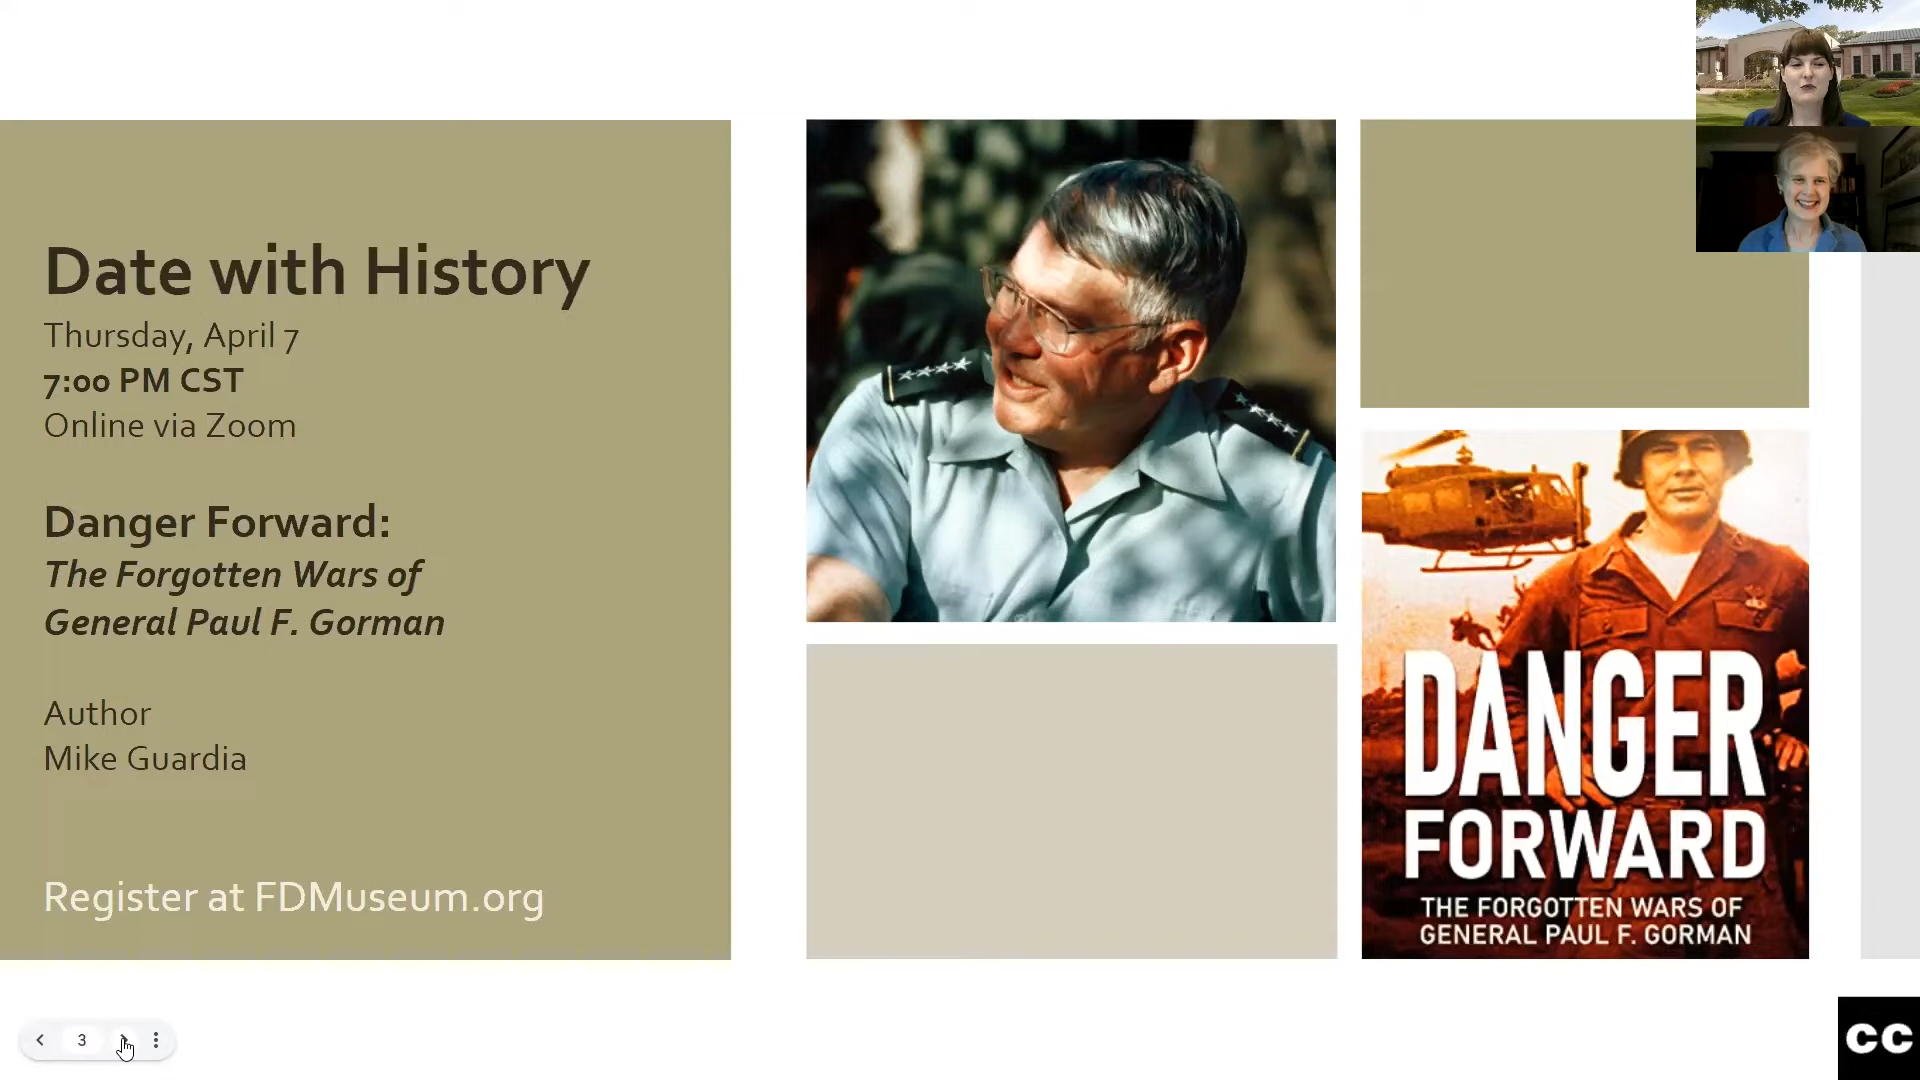 Date with History
Thursday, April 7
7:00 PM CST
Online via Zoom
Danger Forward:
The Forgotten Wars of
General Paul F. Gorman
Author
Mike Guardia
Register at FDMuseum.org
DANGER
FORWARD
THE FORGOTTEN WARS OF
GENERAL PAUL F. GORMAN
3
CC